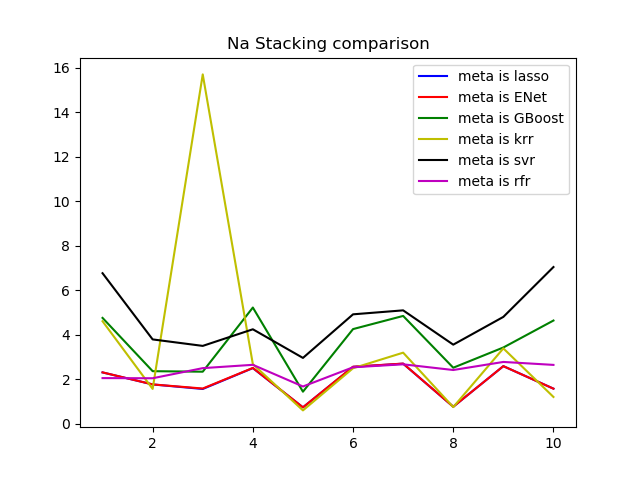 Na Stacking comparison
16
14
12
10
8
6
4
2
0
meta is lasso
meta is ENet
meta is GBoost
meta is krr
meta is svr
meta is rfr
2 4 6 8 10